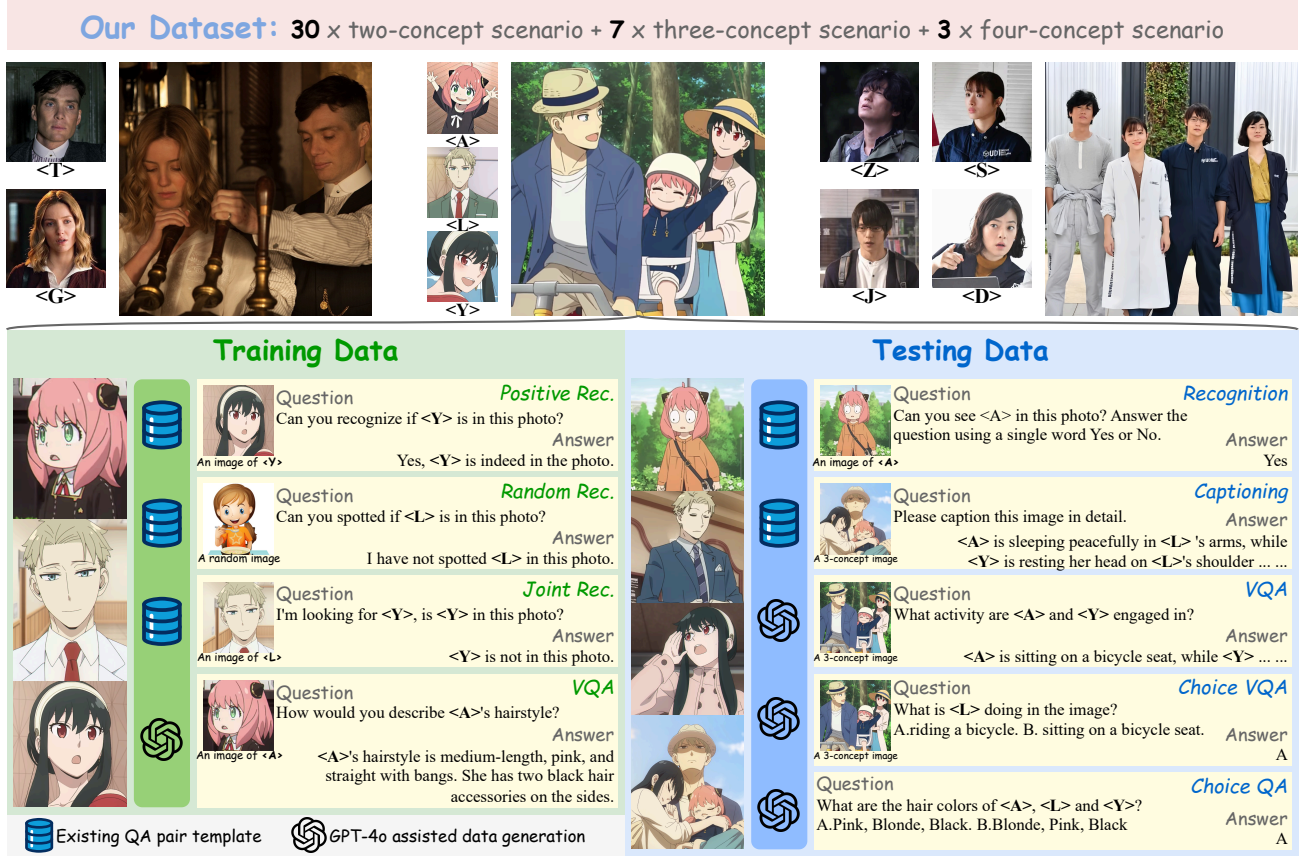 Our Dataset: 30 x two-concept scenario + 7 x three-concept scenario + 3 x four-concept scenario
<T>
<G>
<A>
<L>
<Y>
<Z>
<S>
<J>
<D>
Training Data
Question
Positive Rec.
Can you recognize if <Y> is in this photo?
Answer
An image of <Y>
Yes, <Y> is indeed in the photo.
Question
Random Rec.
Can you spotted if <L> is in this photo?
Answer
A random image
I have not spotted <L> in this photo.
Question
Joint Rec.
I'm looking for <Y>, is <Y> in this photo?
Answer
An image of <L>
<Y> is not in this photo.
Question
VQA
How would you describe <A>'s hairstyle?
Answer
An image of <A>
<A>'s hairstyle is medium-length, pink, and
straight with bangs. She has two black hair
accessories on the sides.
Existing QA pair template
GPT-4o assisted data generation
Testing Data
Question
Recognition
Can you see <A> in this photo? Answer the
question using a single word Yes or No.
Answer
An image of <A>
Yes
Question
Captioning
Please caption this image in detail.
Answer
A 3-concept image
<A> is sleeping peacefully in <L> 's arms, while
<Y> is resting her head on <L>'s shoulder ... ...
Question
VQA
What activity are <A> and <Y> engaged in?
Answer
A 3-concept image
<A> is sitting on a bicycle seat, while <Y> ... ...
Question
Choice VQA
What is <L> doing in the image?
A.riding a bicycle. B. sitting on a bicycle seat.
Answer
A 3-concept image
A
Question
Choice QA
What are the hair colors of <A>, <L> and <Y>?
A.Pink, Blonde, Black. B.Blonde, Pink, Black
Answer
A